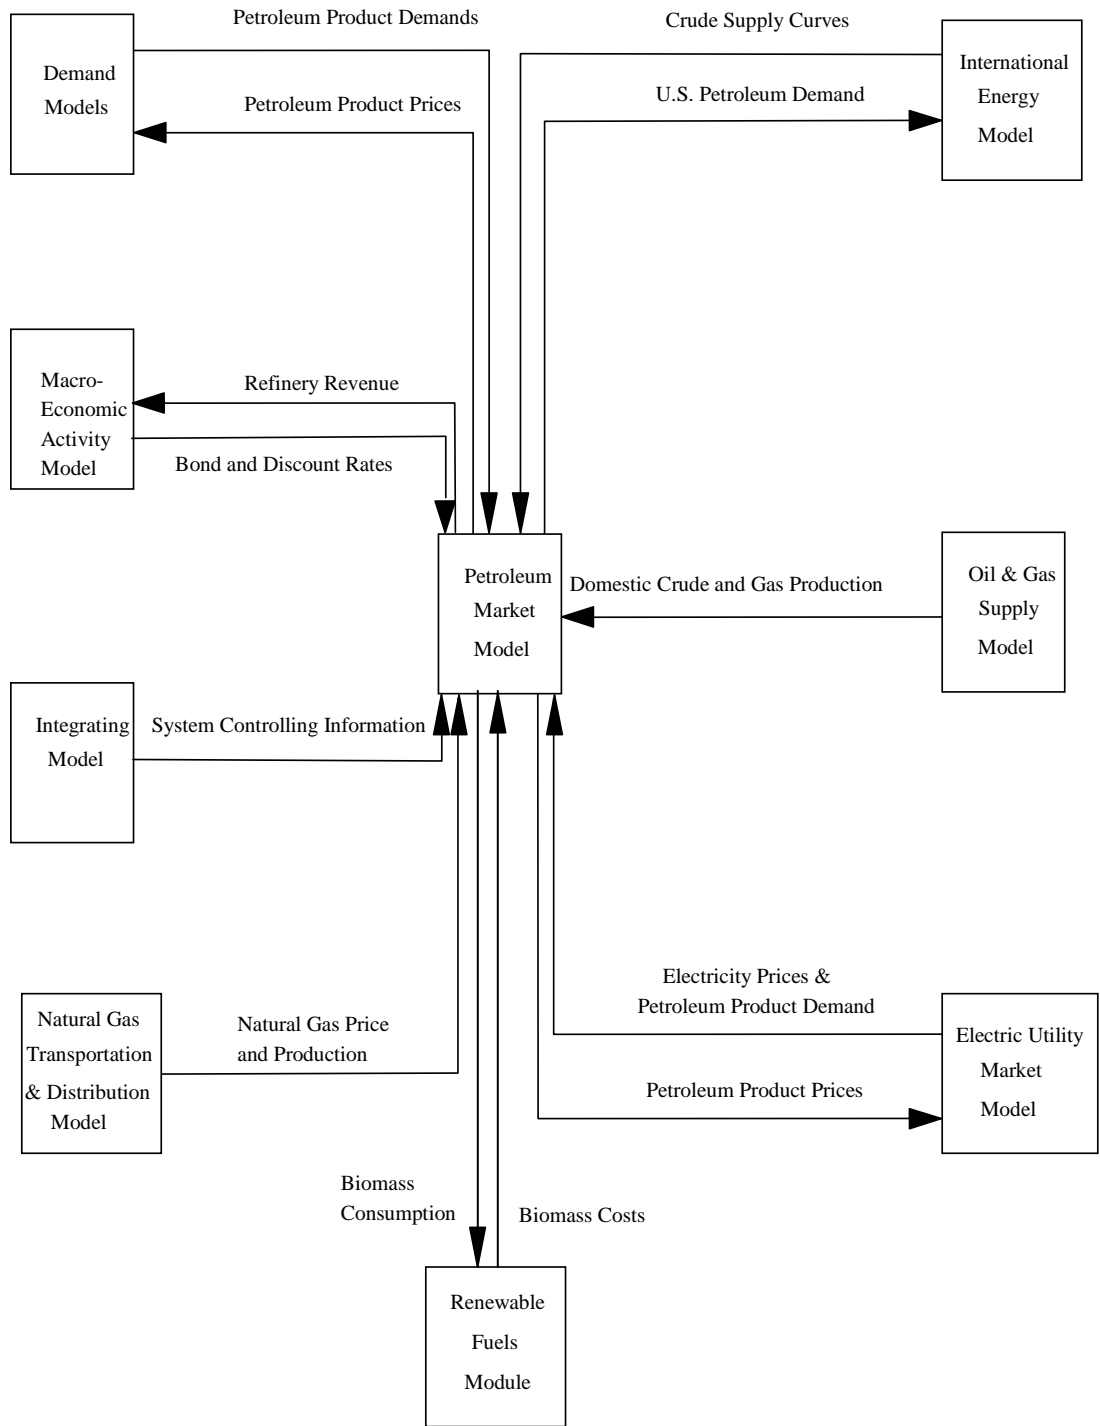 Petroleum Product Demands
Crude Supply Curves
Demand
Models
International
Energy
Model
Petroleum Product Prices
U.S. Petroleum Demand
Macro-
Economic
Activity
Model
Refinery Revenue
Bond and Discount Rates
Petroleum
Market
Model
Domestic Crude and Gas Production
Oil & Gas
Supply
Model
Integrating
Model
System Controlling Information
Electricity Prices &
Petroleum Product Demand
Natural Gas
Transportation
& Distribution
Model
Natural Gas Price
and Production
Electric Utility
Market
Model
Petroleum Product Prices
Biomass
Consumption
Biomass Costs
Renewable
Fuels
Module